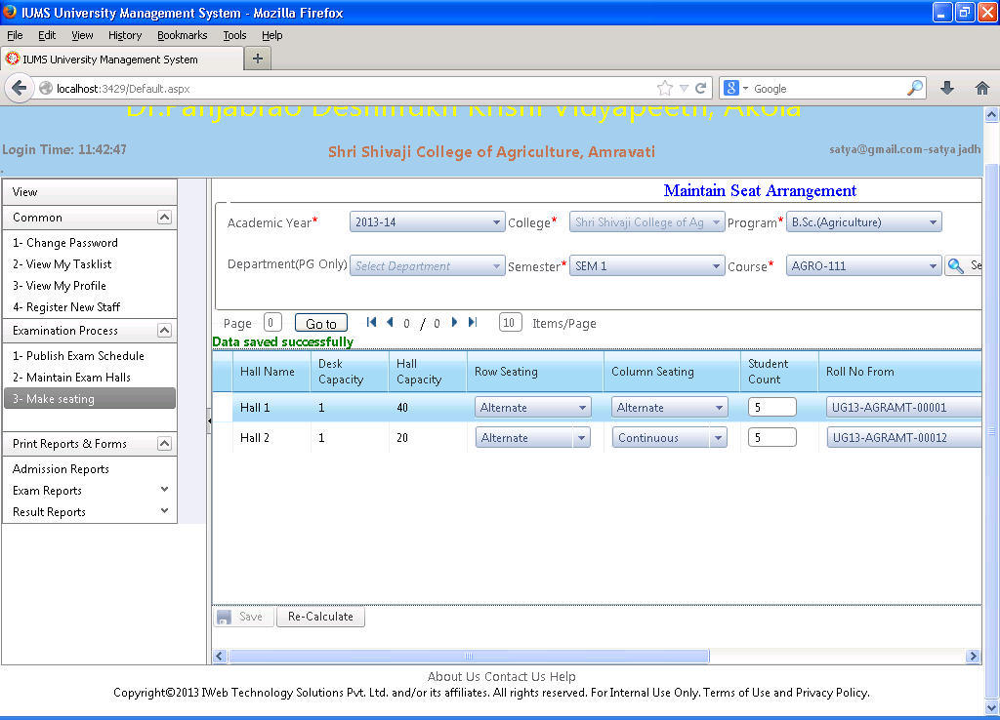 IUMS University Management System - Mozilla Firefox
File Edit View History Bookmarks Tools Help
IUMS University Management System
localhost:3429/Default.aspx
Google
Dr.Panjabrao Deshmukh Krishi Vidyapeeth, Akola
Login Time: 11:42:47
Shri Shivaji College of Agriculture, Amravati
satya@gmail.com-satya jadh
View
Common
1- Change Password
2- View My Tasklist
3- View My Profile
4- Register New Staff
Examination Process
1- Publish Exam Schedule
2- Maintain Exam Halls
3- Make seating
Print Reports & Forms
Admission Reports
Exam Reports
Result Reports
Maintain Seat Arrangement
Academic Year* 2013-14 College* Shri Shivaji College of Ag Program* B.Sc.(Agriculture)
Department(PG Only) Select Department Semester* SEM 1 Course* AGRO-111 Se
Page 0 Go to 0 / 0 10 Items/Page
Data saved successfully
Hall Name Desk Capacity Hall Capacity Row Seating Column Seating Student Count Roll No From
Hall 1 1 40 Alternate Alternate 5 UG13-AGRAMT-00001
Hall 2 1 20 Alternate Continuous 5 UG13-AGRAMT-00012
Save Re-Calculate
About Us Contact Us Help
Copyright©2013 IWeb Technology Solutions Pvt. Ltd. and/or its affiliates. All rights reserved. For Internal Use Only. Terms of Use and Privacy Policy.